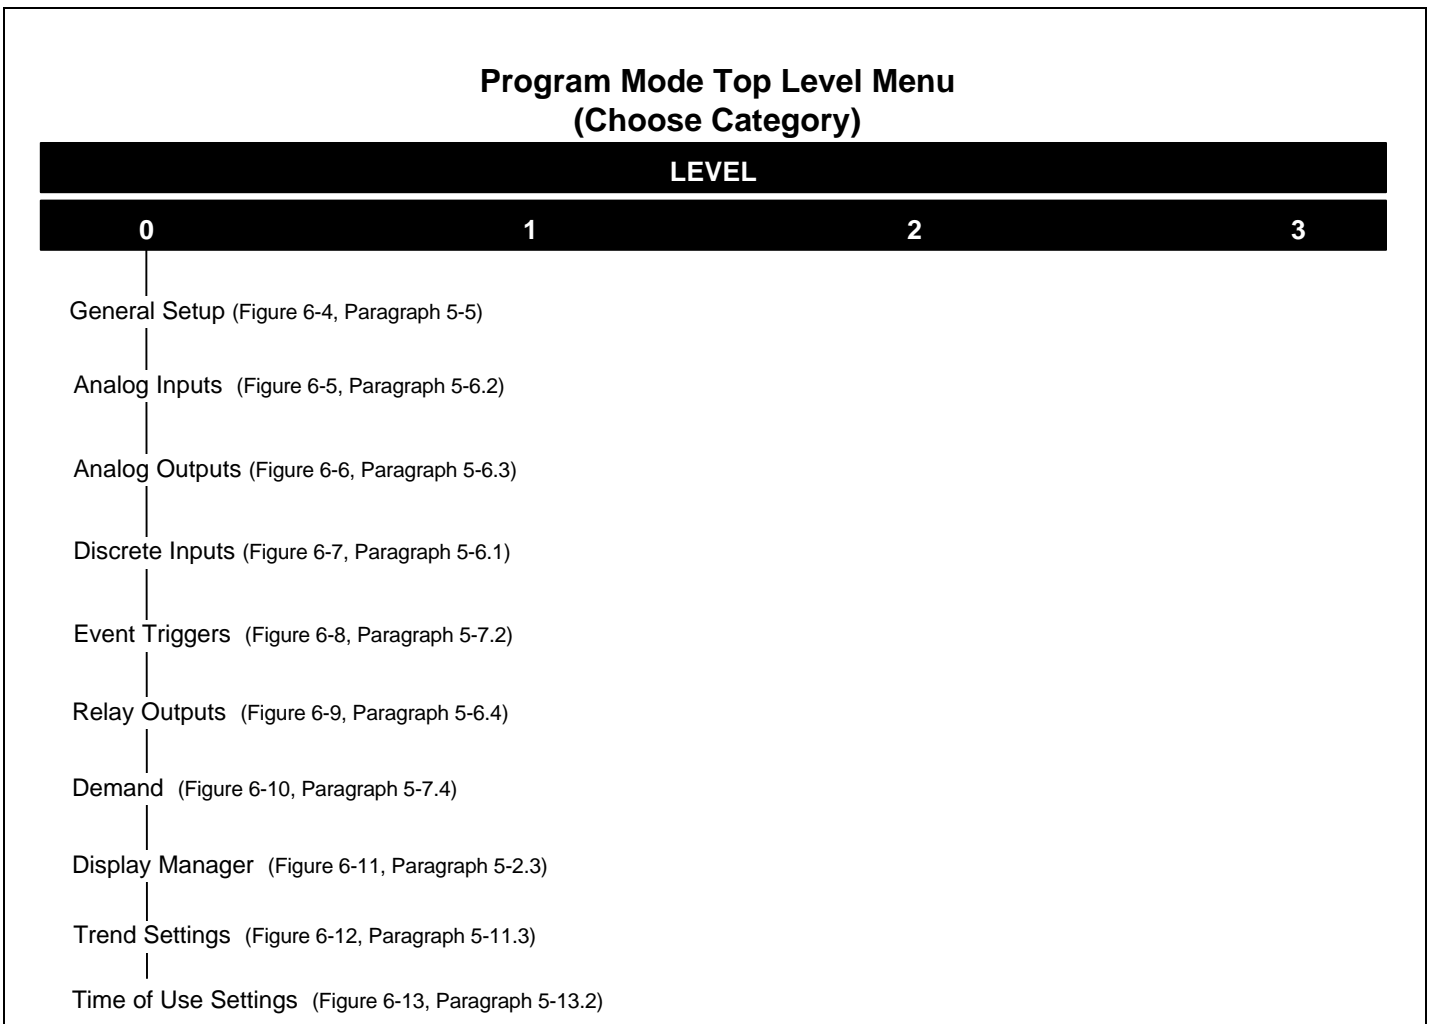 Program Mode Top Level Menu
(Choose Category)
LEVEL
0 1 2 3
General Setup (Figure 6-4, Paragraph 5-5)
Analog Inputs (Figure 6-5, Paragraph 5-6.2)
Analog Outputs (Figure 6-6, Paragraph 5-6.3)
Discrete Inputs (Figure 6-7, Paragraph 5-6.1)
Event Triggers (Figure 6-8, Paragraph 5-7.2)
Relay Outputs (Figure 6-9, Paragraph 5-6.4)
Demand (Figure 6-10, Paragraph 5-7.4)
Display Manager (Figure 6-11, Paragraph 5-2.3)
Trend Settings (Figure 6-12, Paragraph 5-11.3)
Time of Use Settings (Figure 6-13, Paragraph 5-13.2)